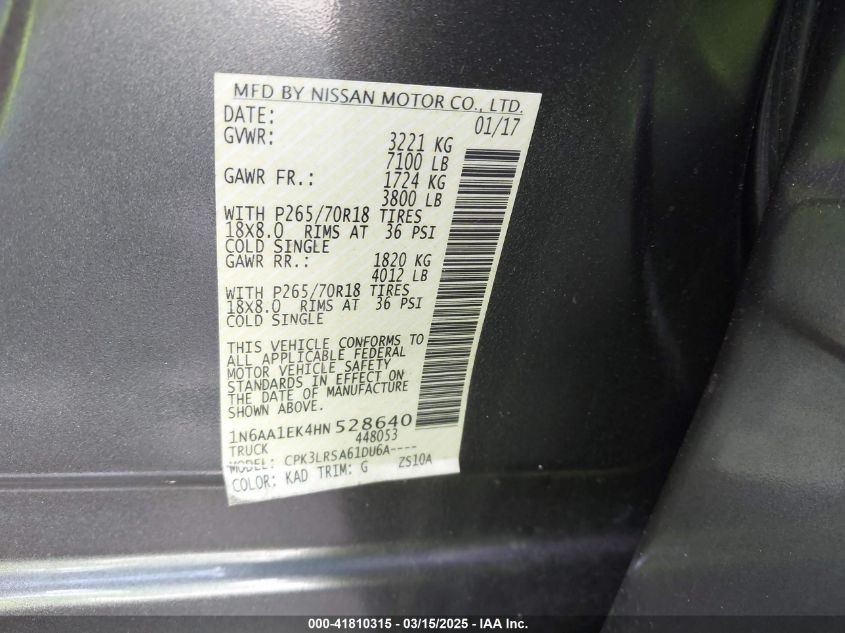 MFD BY NISSAN MOTOR CO., LTD.
DATE: 01/17
GVWR: 3221 KG
7100 LB
GAWR FR.: 1724 KG
3800 LB
WITH P265/70R18 TIRES
18X8.0 RIMS AT 36 PSI
COLD SINGLE
GAWR RR.: 1820 KG
4012 LB
WITH P265/70R18 TIRES
18X8.0 RIMS AT 36 PSI
COLD SINGLE
THIS VEHICLE CONFORMS TO
ALL APPLICABLE FEDERAL
MOTOR VEHICLE SAFETY
STANDARDS IN EFFECT ON
THE DATE OF MANUFACTURE
SHOWN ABOVE.
1N6AA1EK4HN528640
TRUCK 448053
MODEL: CPK3LRSA61DU6A----
COLOR: KAD TRIM: G ZS10A
000-41810315 - 03/15/2025 - IAA Inc.